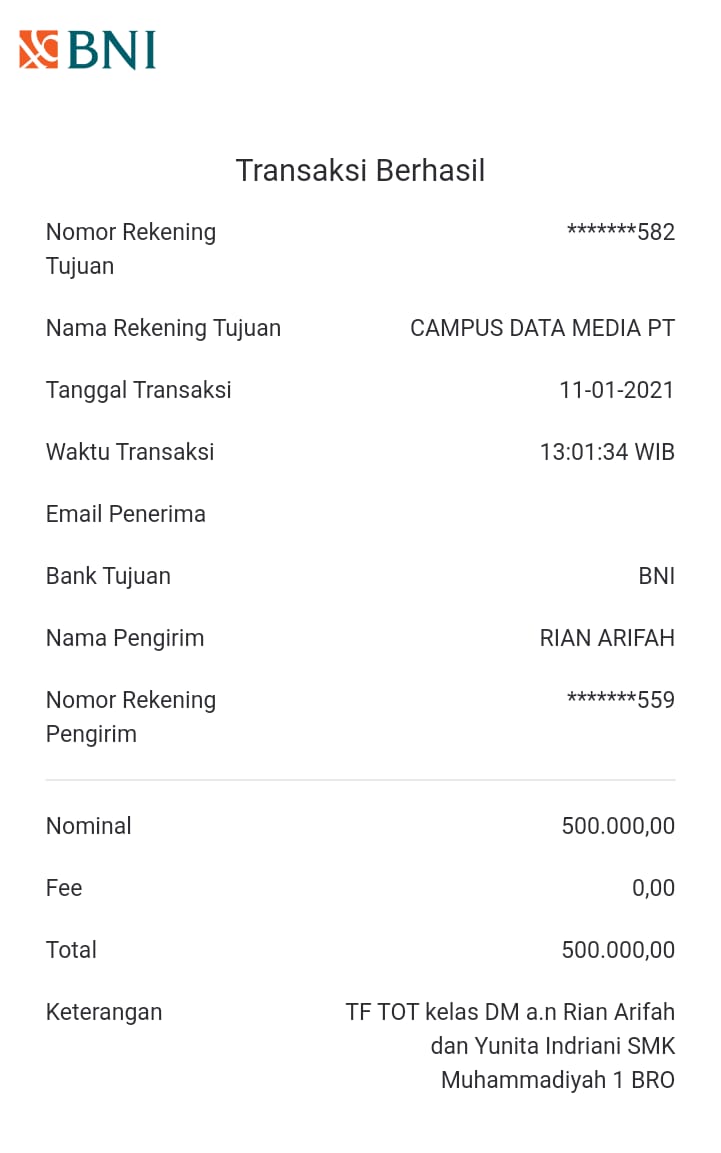 BNI
Transaksi Berhasil
Nomor Rekening Tujuan *******582
Nama Rekening Tujuan CAMPUS DATA MEDIA PT
Tanggal Transaksi 11-01-2021
Waktu Transaksi 13:01:34 WIB
Email Penerima
Bank Tujuan BNI
Nama Pengirim RIAN ARIFAH
Nomor Rekening Pengirim *******559
Nominal 500.000,00
Fee 0,00
Total 500.000,00
Keterangan TF TOT kelas DM a.n Rian Arifah
dan Yunita Indriani SMK
Muhammadiyah 1 BRO